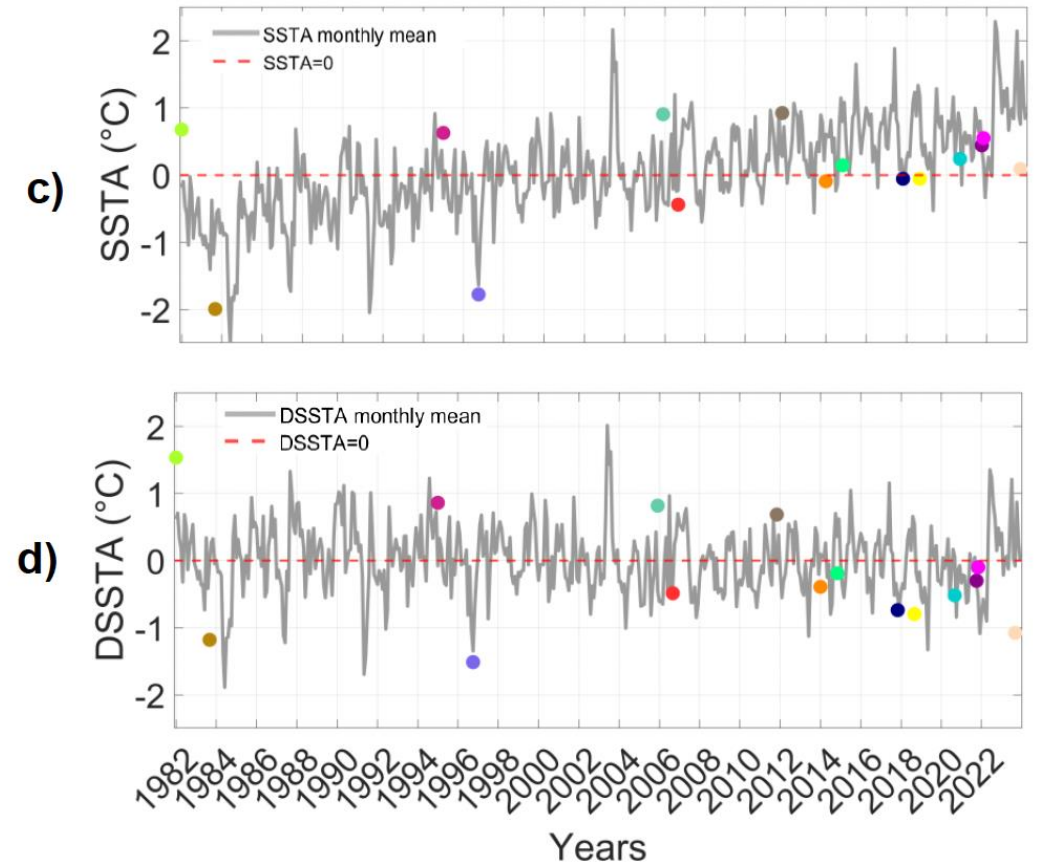 c)
SSTA (°C)
2
1
0
-1
-2
SSTA monthly mean
SSTA=0
d)
DSSTA (°C)
2
1
0
-1
-2
DSSTA monthly mean
DSSTA=0
1982 1984 1986 1988 1990 1992 1994 1996 1998 2000 2002 2004 2006 2008 2010 2012 2014 2016 2018 2020 2022
Years